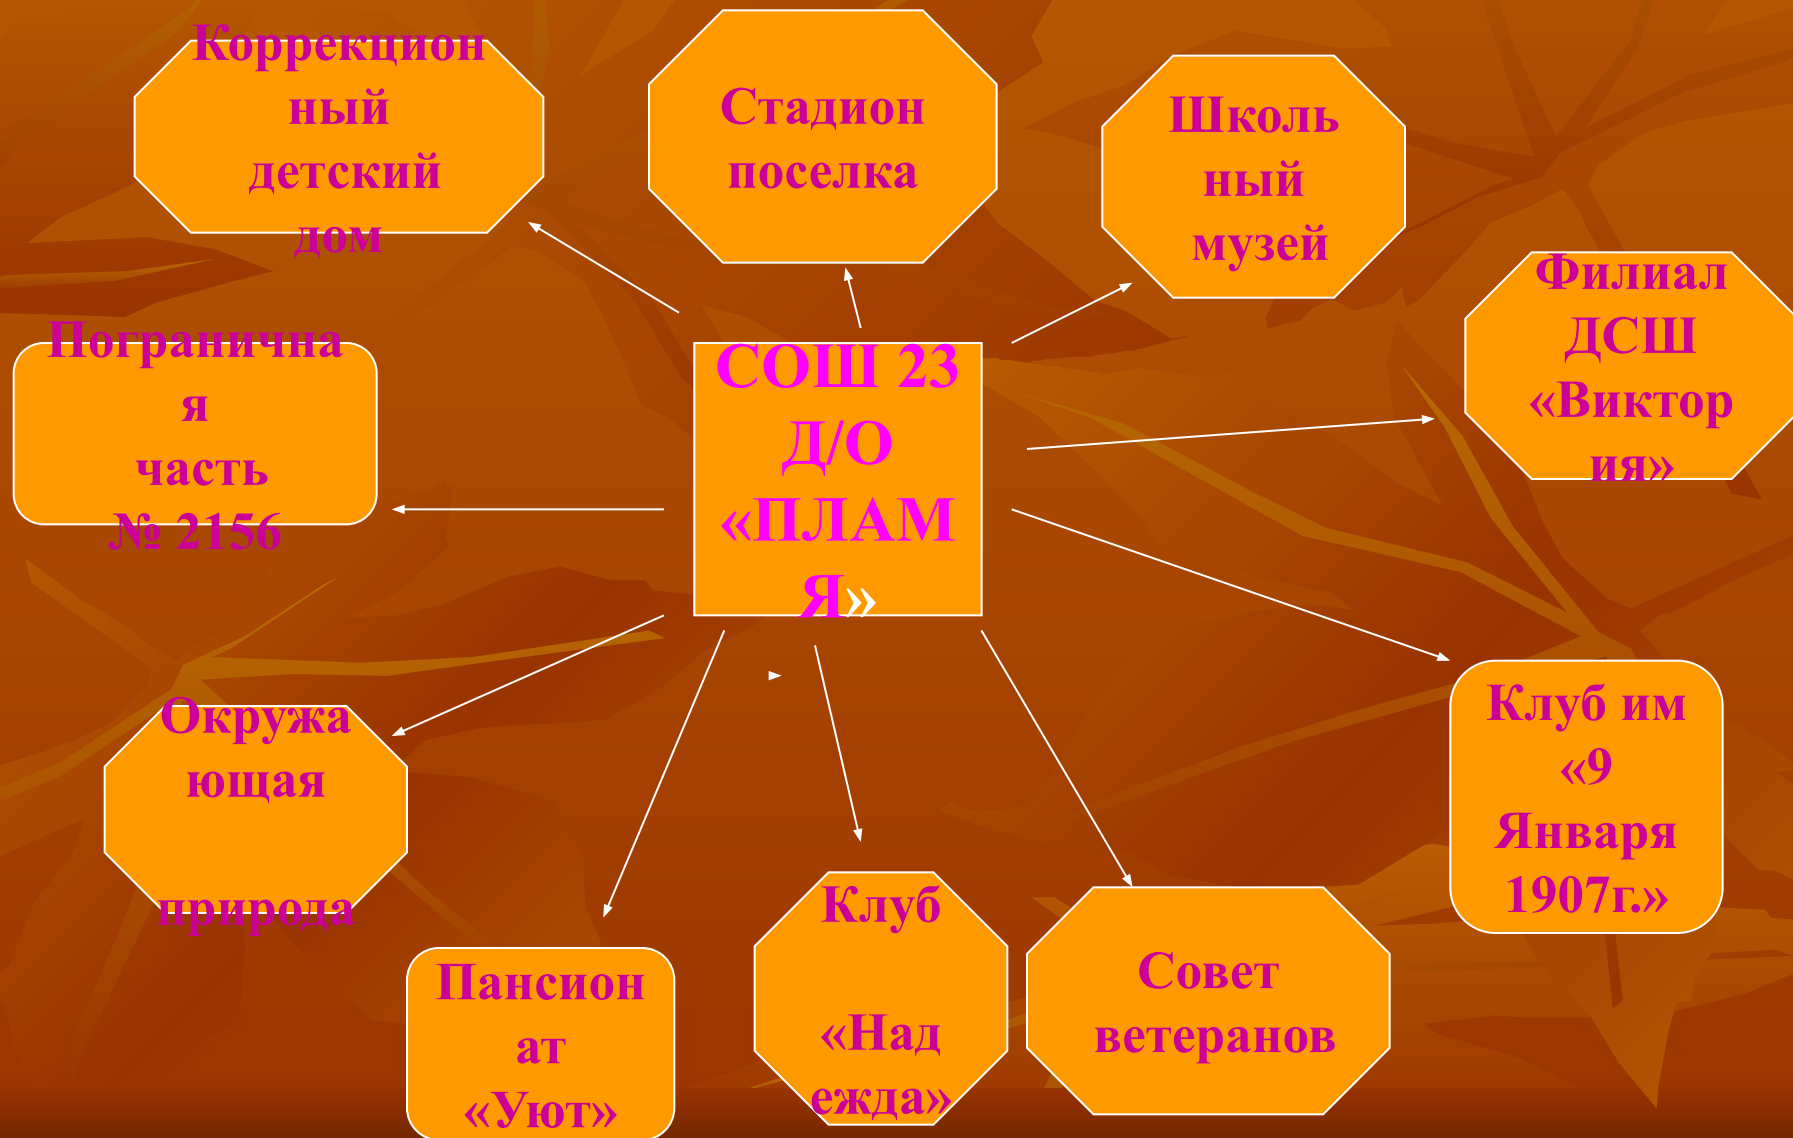 Коррекцион
ный
детский
дом
Стадион
поселка
Школь
ный
музей
Филиал
ДСШ
«Виктор
ия»
Погранична
я
часть
№ 2156
СОШ 23
Д/О
«ПЛАМ
Я»
Окружа
ющая
природа
Клуб им
«9
Января
1907г.»
Пансион
ат
«Уют»
Клуб
«Над
ежда»
Совет
ветеранов